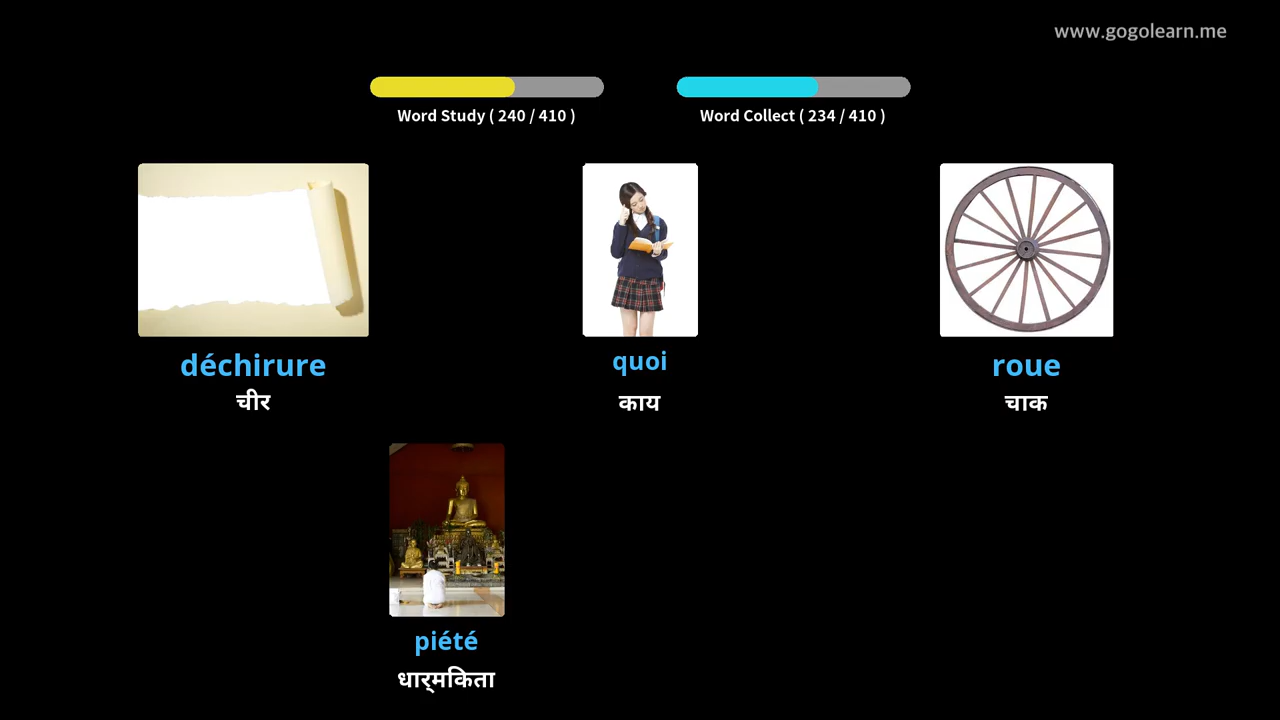 www.gogolearn.me
Word Study ( 240 / 410 )
Word Collect ( 234 / 410 )
déchirure
चीर
quoi
काय
roue
चाक
piété
धार्मकिता